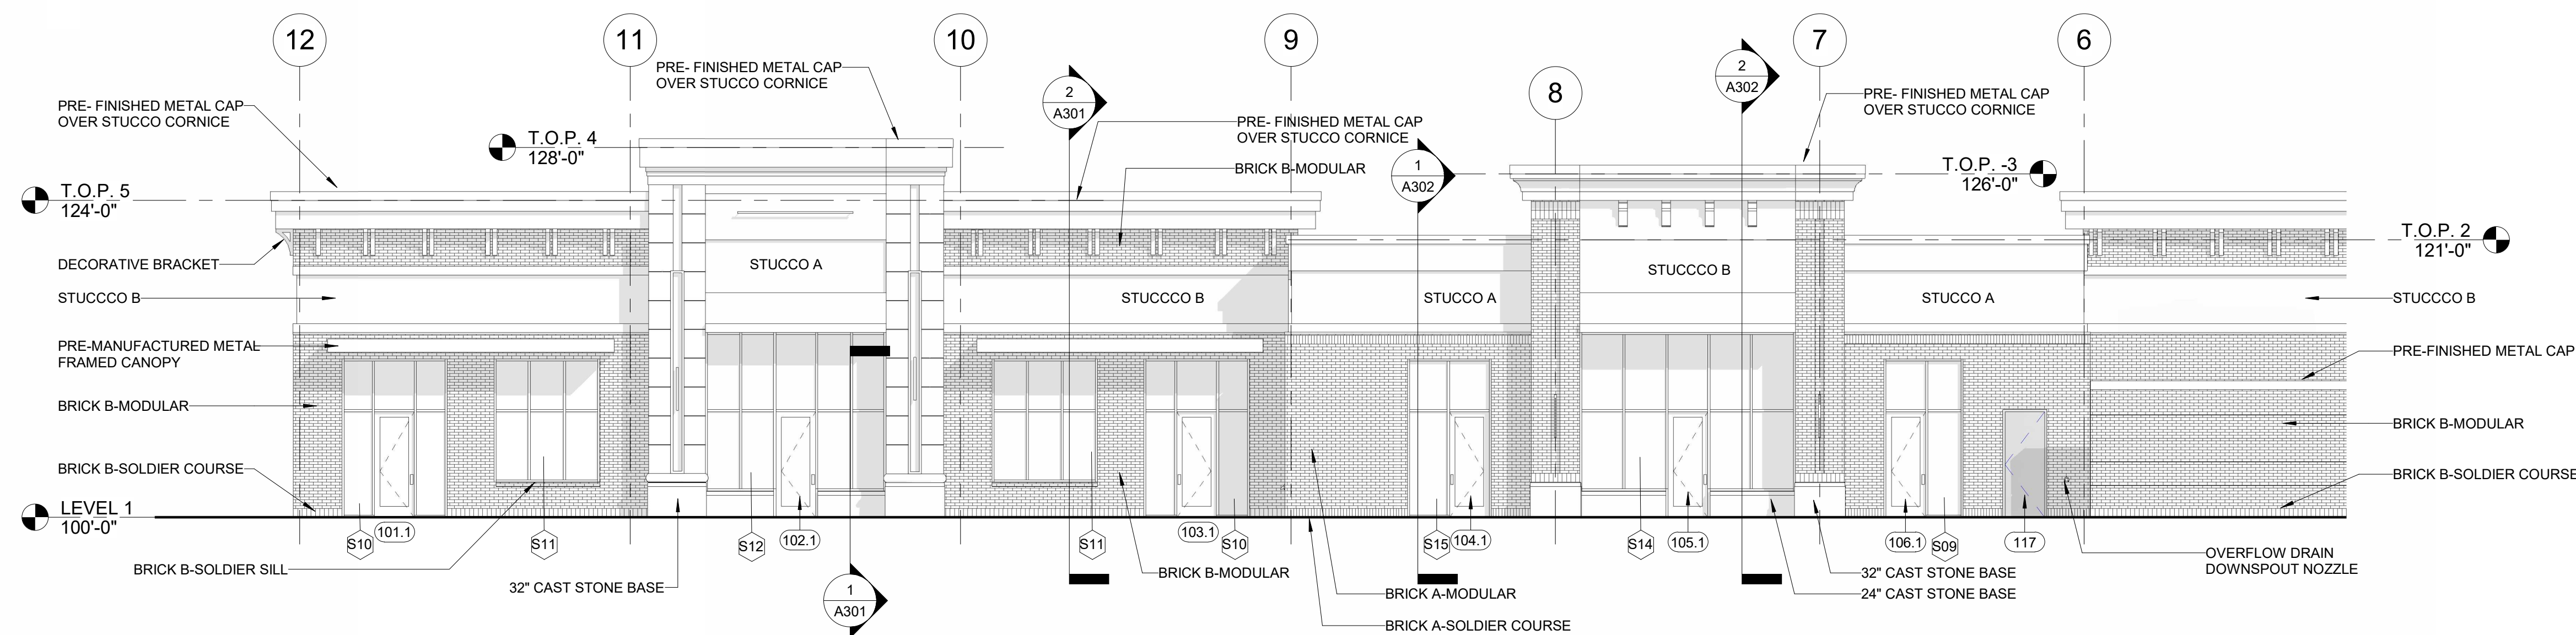 12
11
10
9
8
7
6
PRE- FINISHED METAL CAP
OVER STUCCO CORNICE
PRE- FINISHED METAL CAP
OVER STUCCO CORNICE
2
A301
PRE- FINISHED METAL CAP
OVER STUCCO CORNICE
BRICK B-MODULAR
1
A302
2
A302
PRE- FINISHED METAL CAP
OVER STUCCO CORNICE
T.O.P. 4
128'-0"
T.O.P. 5
124'-0"
T.O.P. -3
126'-0"
T.O.P. 2
121'-0"
DECORATIVE BRACKET
STUCCCO B
PRE-MANUFACTURED METAL
FRAMED CANOPY
BRICK B-MODULAR
BRICK B-SOLDIER COURSE
LEVEL 1
100'-0"
STUCCO A
STUCCCO B
STUCCO A
STUCCCO B
STUCCO A
STUCCCO B
PRE-FINISHED METAL CAP
BRICK B-MODULAR
BRICK B-SOLDIER COURSE
S10
101.1
S11
S12
102.1
S11
103.1
S10
S15
104.1
S14
105.1
106.1
S09
117
BRICK B-SOLDIER SILL
32" CAST STONE BASE
1
A301
BRICK B-MODULAR
BRICK A-MODULAR
BRICK A-SOLDIER COURSE
32" CAST STONE BASE
24" CAST STONE BASE
OVERFLOW DRAIN
DOWNSPOUT NOZZLE